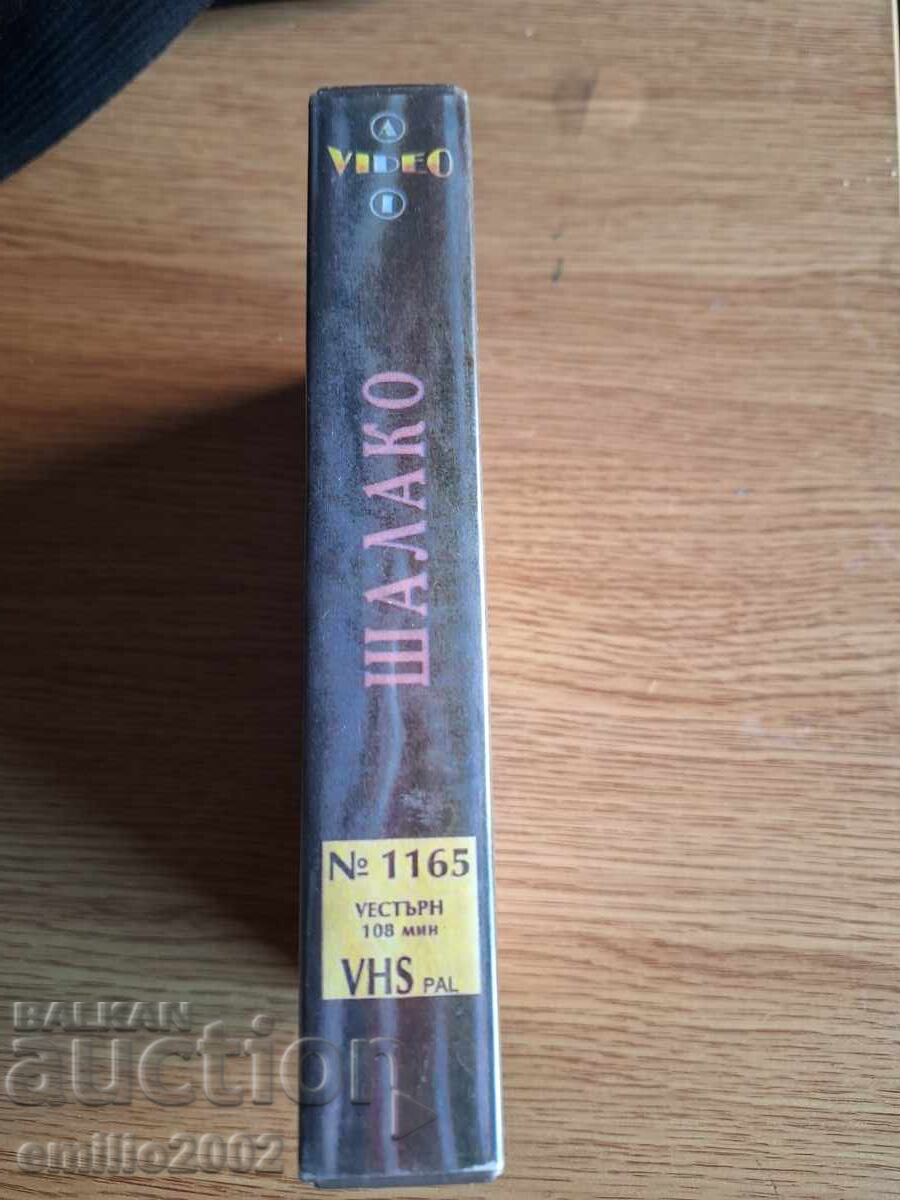 A
VIDEO
I
ШАЛАКО
№ 1165
УЕСТЪРН
108 мин
VHS PAL
BALKAN
auction
emilio2002